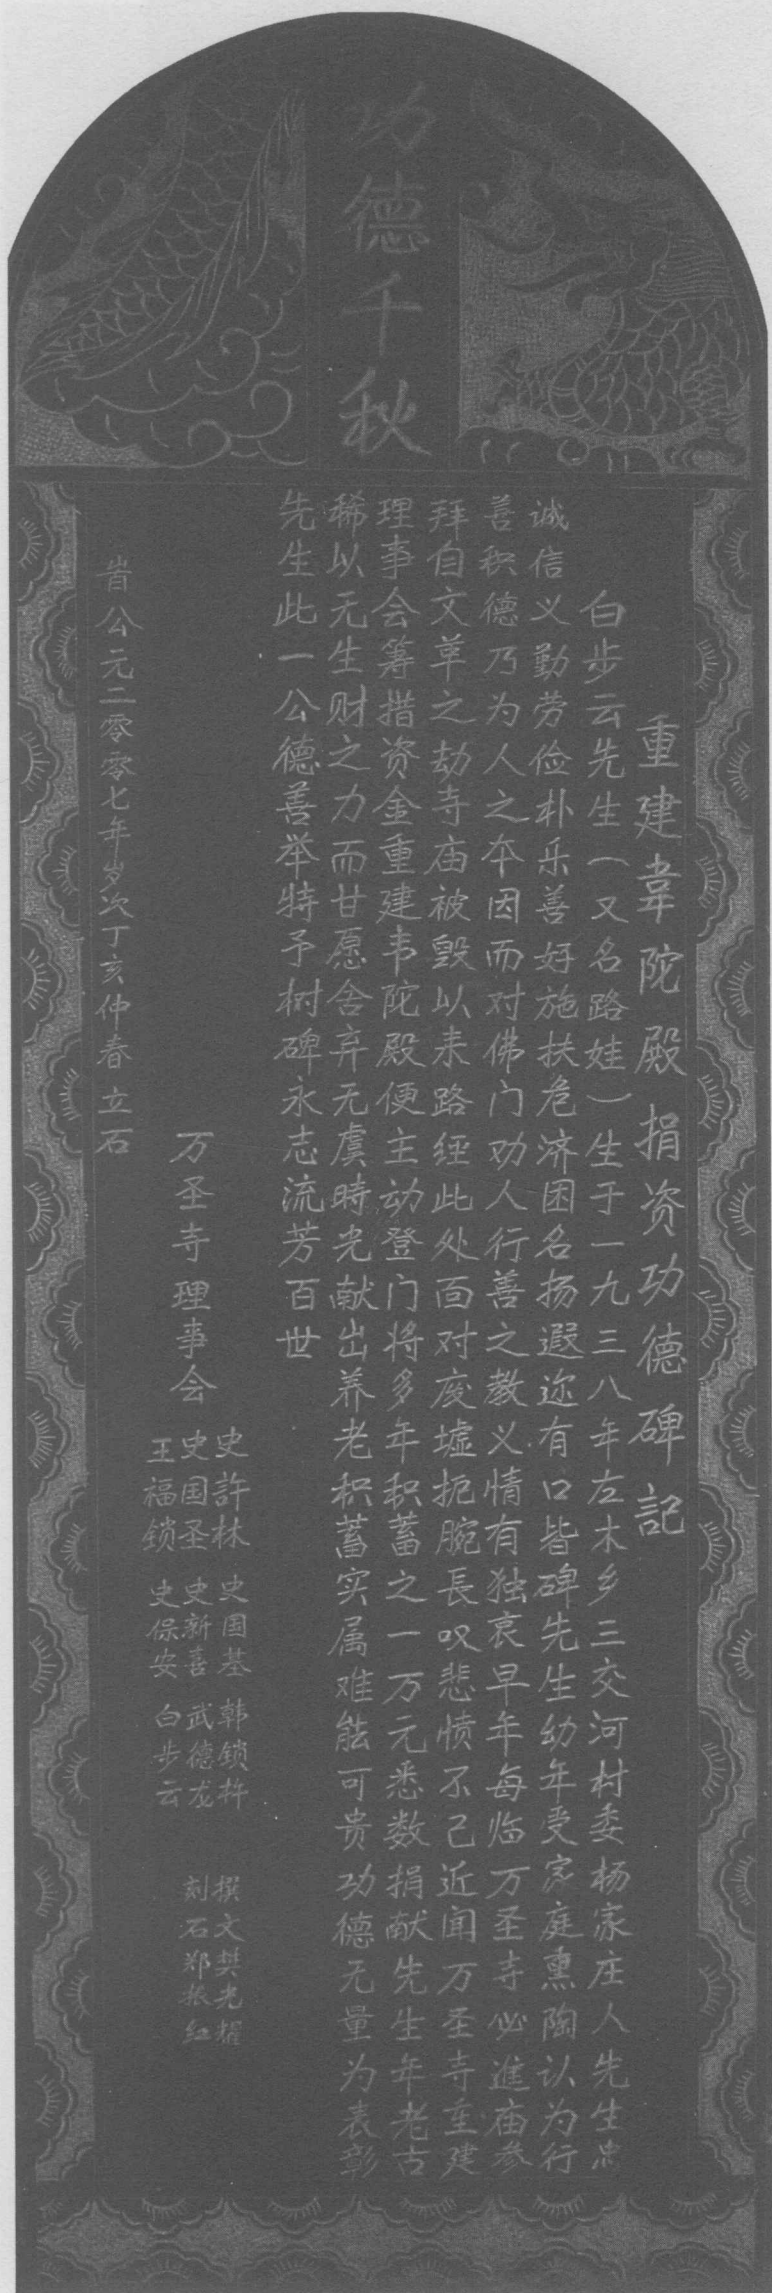 功德千秋
重建韋陀殿捐资功德碑記
白步云先生（又名路娃）生于一九三八年左木乡三交河村委杨家庄人先生忠
诚信义勤劳俭朴乐善好施扶危济困名扬遐迩有口皆碑先生幼年受家庭熏陶认为行
善积德乃为人之本因而对佛门劝人行善之教义情有独衷早年每临万圣寺必進庙参
拜自文革之劫寺庙被毁以来路经此处面对废墟扼腕長叹悲愤不己近闻万圣寺重建
理事会筹措资金重建韦陀殿便主动登门将多年积蓄之一万元悉数捐献先生年老古
稀以无生财之力而甘愿舍弃无虞時光献出养老积蓄实属难能可贵功德无量为表彰
先生此一公德善举特予树碑永志流芳百世
万圣寺理事会
史許林 史国基 韩锁柱
史国圣 史新喜 武德龙
王福锁 史保安 白步云
撰文樊光耀
刻石郑振红
旹公元二零零七年岁次丁亥仲春立石